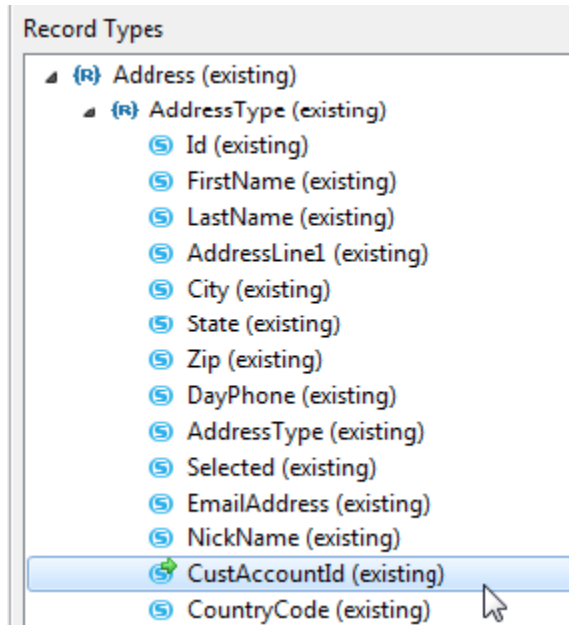 Record Types
{R} Address (existing)
{R} AddressType (existing)
S Id (existing)
S FirstName (existing)
S LastName (existing)
S AddressLine1 (existing)
S City (existing)
S State (existing)
S Zip (existing)
S DayPhone (existing)
S AddressType (existing)
S Selected (existing)
S EmailAddress (existing)
S NickName (existing)
S CustAccountId (existing)
S CountryCode (existing)